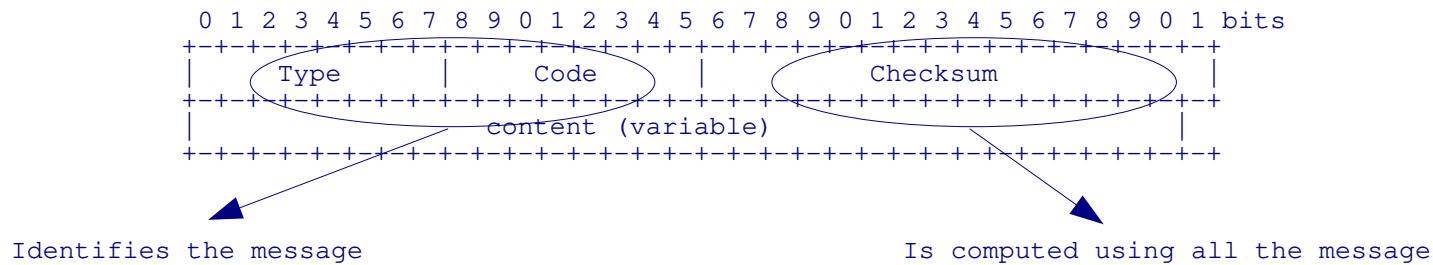 0 1 2 3 4 5 6 7 8 9 0 1 2 3 4 5 6 7 8 9 0 1 2 3 4 5 6 7 8 9 0 1 bits
+-+-+-+-+-+-+-+-+-+-+-+-+-+-+-+-+-+-+-+-+-+-+-+-+-+-+-+-+-+-+-+-+
| Type | Code | Checksum |
+-+-+-+-+-+-+-+-+-+-+-+-+-+-+-+-+-+-+-+-+-+-+-+-+-+-+-+-+-+-+-+-+
| content (variable) |
+-+-+-+-+-+-+-+-+-+-+-+-+-+-+-+-+-+-+-+-+-+-+-+-+-+-+-+-+-+-+-+-+
Identifies the message Is computed using all the message